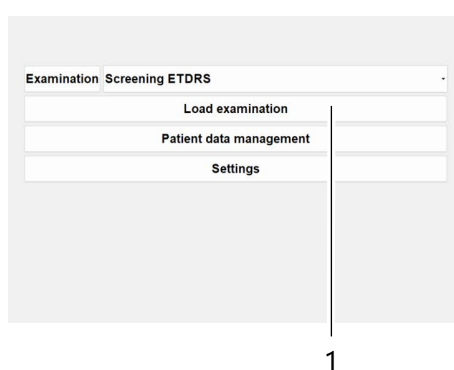 Examination Screening ETDRS
Load examination
Patient data management
Settings
1